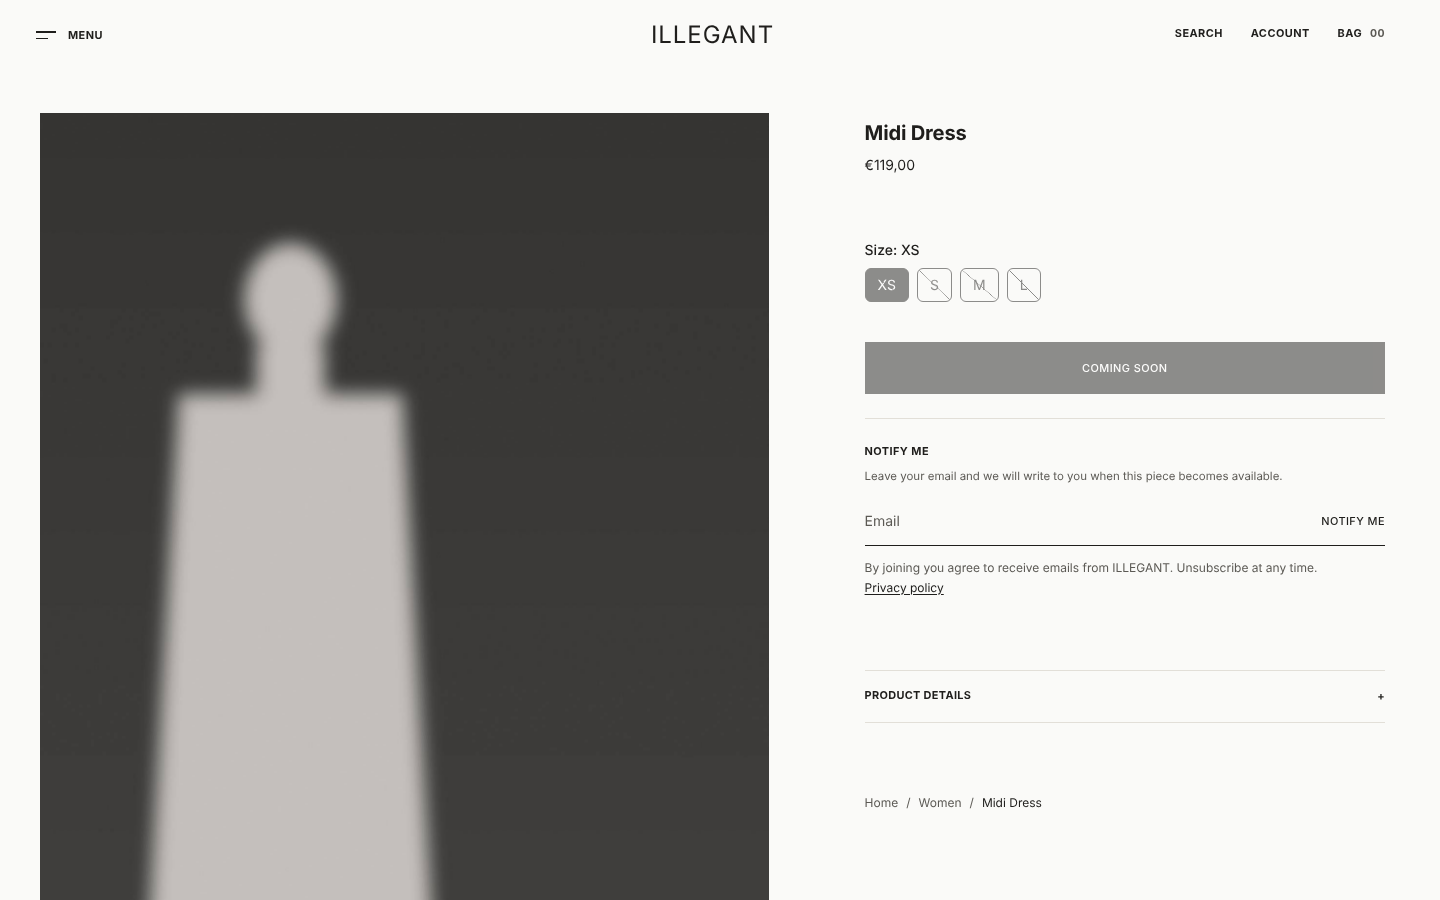 MENU
ILLEGANT
SEARCH
ACCOUNT
BAG 00
Midi Dress
€119,00
Size: XS
XS
S
M
L
COMING SOON
NOTIFY ME
Leave your email and we will write to you when this piece becomes available.
Email
NOTIFY ME
By joining you agree to receive emails from ILLEGANT. Unsubscribe at any time.
Privacy policy
PRODUCT DETAILS +
Home / Women / Midi Dress